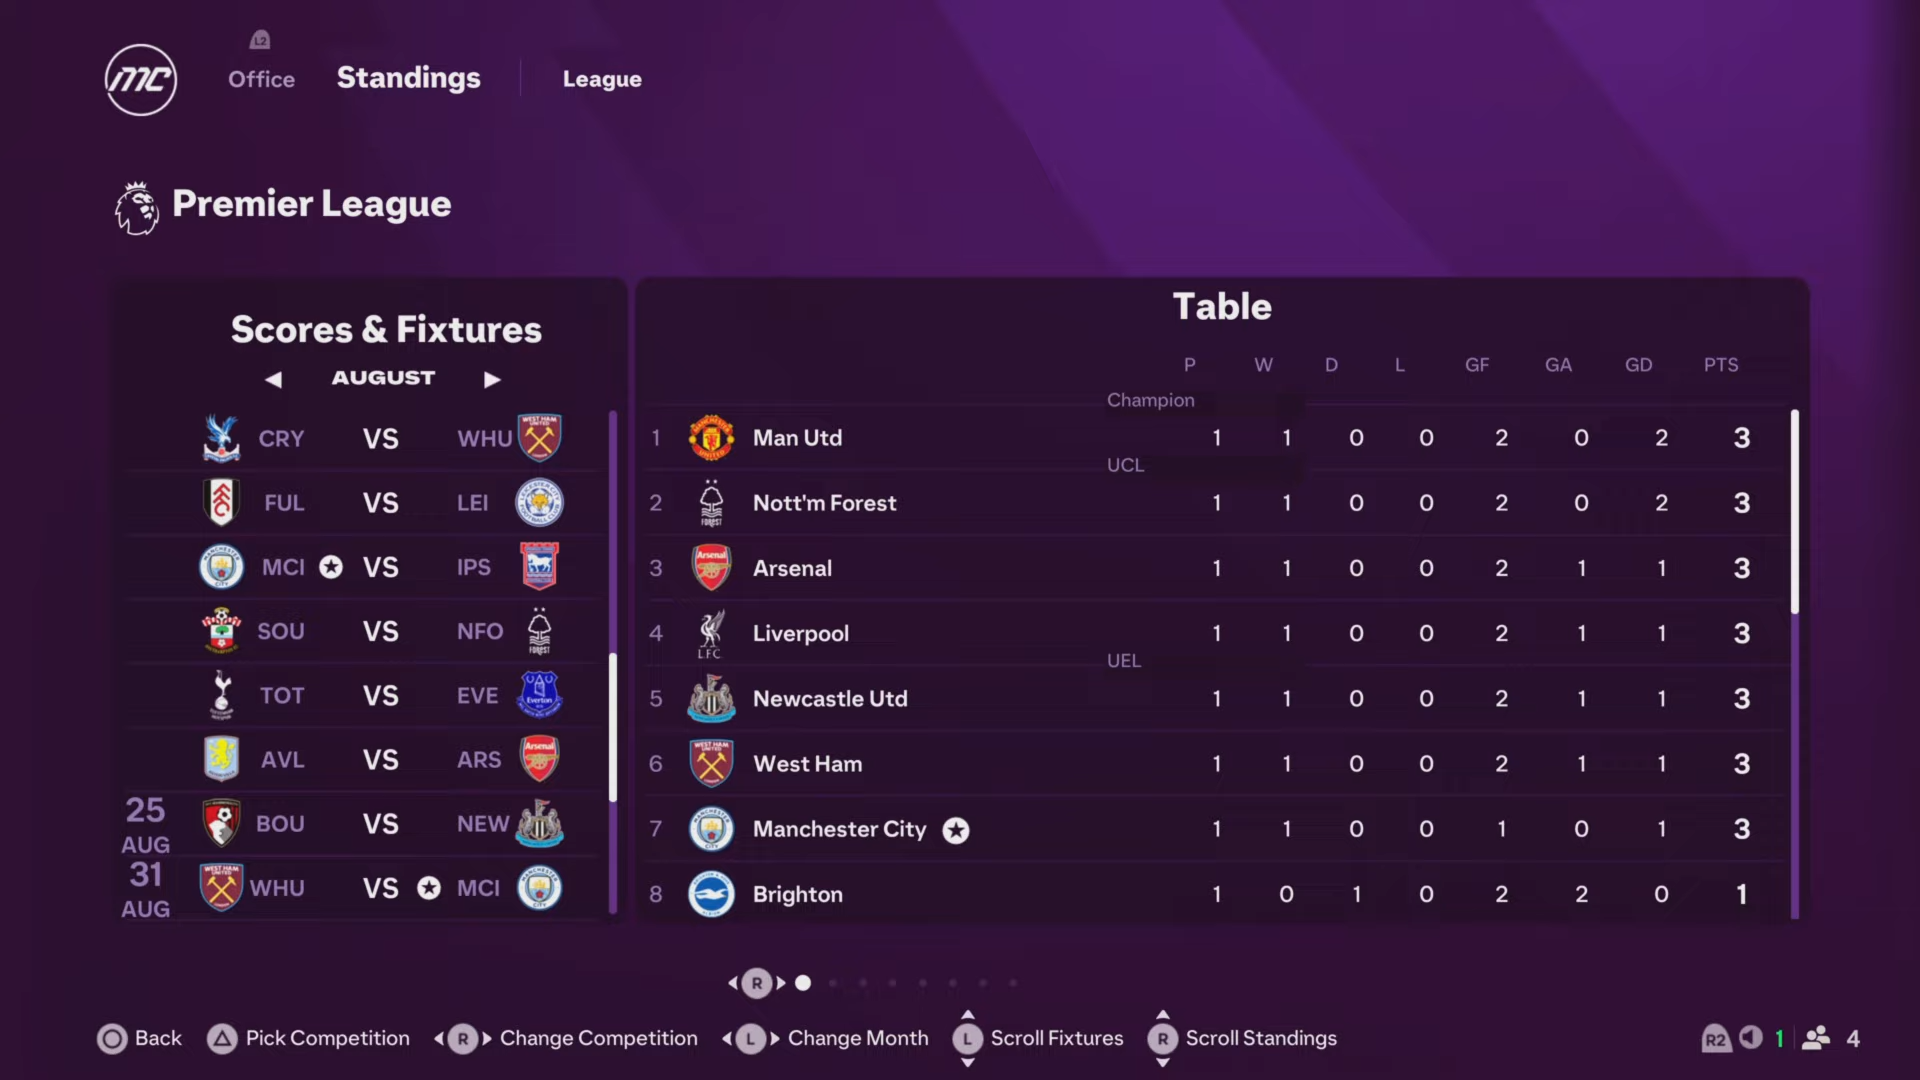 L2
MC Office Standings League
Premier League
Scores & Fixtures
AUGUST
CRY VS WHU
FUL VS LEI
MCI VS IPS
SOU VS NFO
TOT VS EVE
AVL VS ARS
25 AUG BOU VS NEW
31 AUG WHU VS MCI
Table
P W D L GF GA GD PTS
Champion
1 Man Utd 1 1 0 0 2 0 2 3
UCL
2 Nott'm Forest 1 1 0 0 2 0 2 3
3 Arsenal 1 1 0 0 2 1 1 3
4 Liverpool 1 1 0 0 2 1 1 3
UEL
5 Newcastle Utd 1 1 0 0 2 1 1 3
6 West Ham 1 1 0 0 2 1 1 3
7 Manchester City 1 1 0 0 1 0 1 3
8 Brighton 1 0 1 0 2 2 0 1
R
Back Pick Competition R Change Competition L Change Month L Scroll Fixtures R Scroll Standings R2 1 4